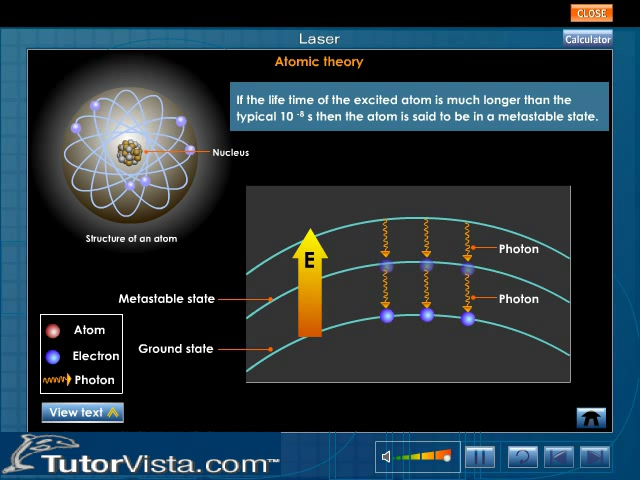 CLOSE
Laser
Calculator
Atomic theory
If the life time of the excited atom is much longer than the
typical 10 -8 s then the atom is said to be in a metastable state.
Nucleus
Structure of an atom
E
Photon
Metastable state
Photon
Ground state
Atom
Electron
Photon
View text
TutorVista.com™